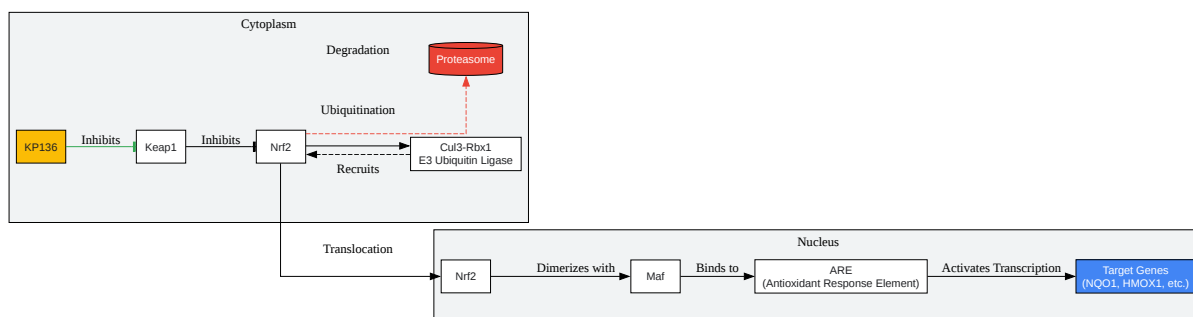 Cytoplasm
Degradation
Proteasome
Ubiquitination
KP136
Inhibits
Keap1
Inhibits
Nrf2
Cul3-Rbx1
E3 Ubiquitin Ligase
Recruits
Translocation
Nucleus
Nrf2
Dimerizes with
Maf
Binds to
ARE
(Antioxidant Response Element)
Activates Transcription
Target Genes
(NQO1, HMOX1, etc.)